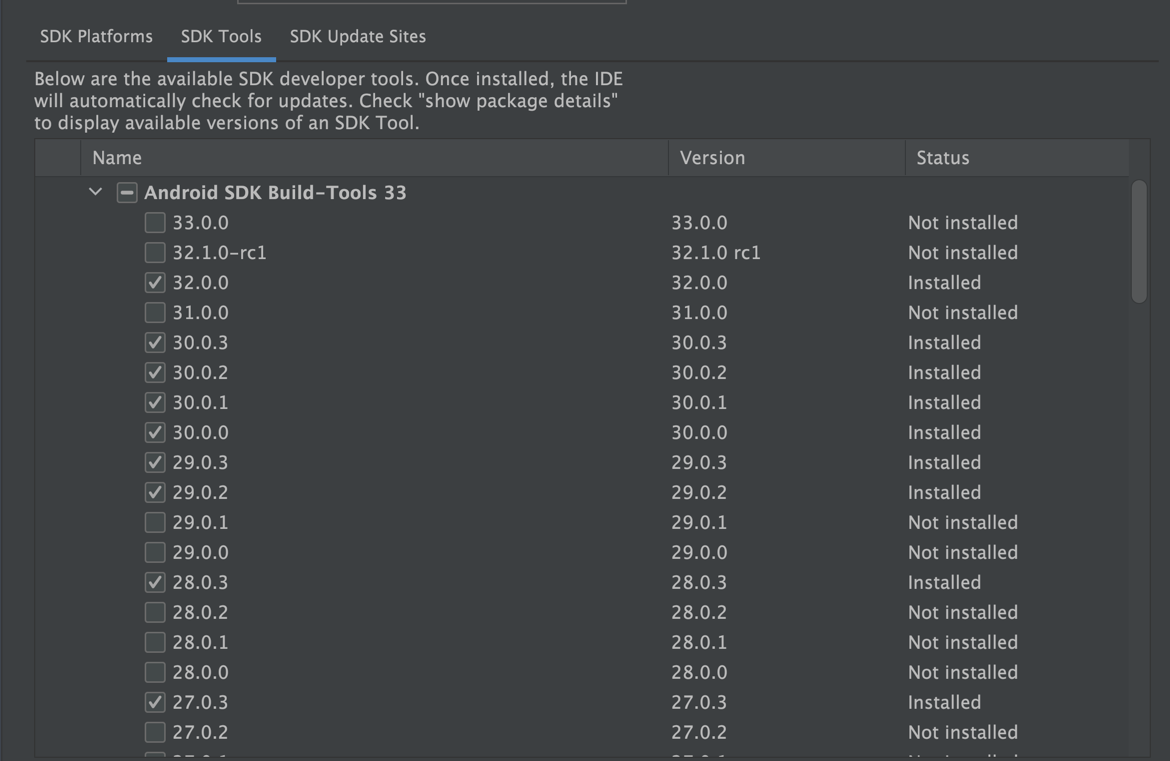 SDK Platforms SDK Tools SDK Update Sites
Below are the available SDK developer tools. Once installed, the IDE
will automatically check for updates. Check "show package details"
to display available versions of an SDK Tool.
Name Version Status
Android SDK Build-Tools 33
33.0.0 33.0.0 Not installed
32.1.0-rc1 32.1.0 rc1 Not installed
32.0.0 32.0.0 Installed
31.0.0 31.0.0 Not installed
30.0.3 30.0.3 Installed
30.0.2 30.0.2 Installed
30.0.1 30.0.1 Installed
30.0.0 30.0.0 Installed
29.0.3 29.0.3 Installed
29.0.2 29.0.2 Installed
29.0.1 29.0.1 Not installed
29.0.0 29.0.0 Not installed
28.0.3 28.0.3 Installed
28.0.2 28.0.2 Not installed
28.0.1 28.0.1 Not installed
28.0.0 28.0.0 Not installed
27.0.3 27.0.3 Installed
27.0.2 27.0.2 Not installed